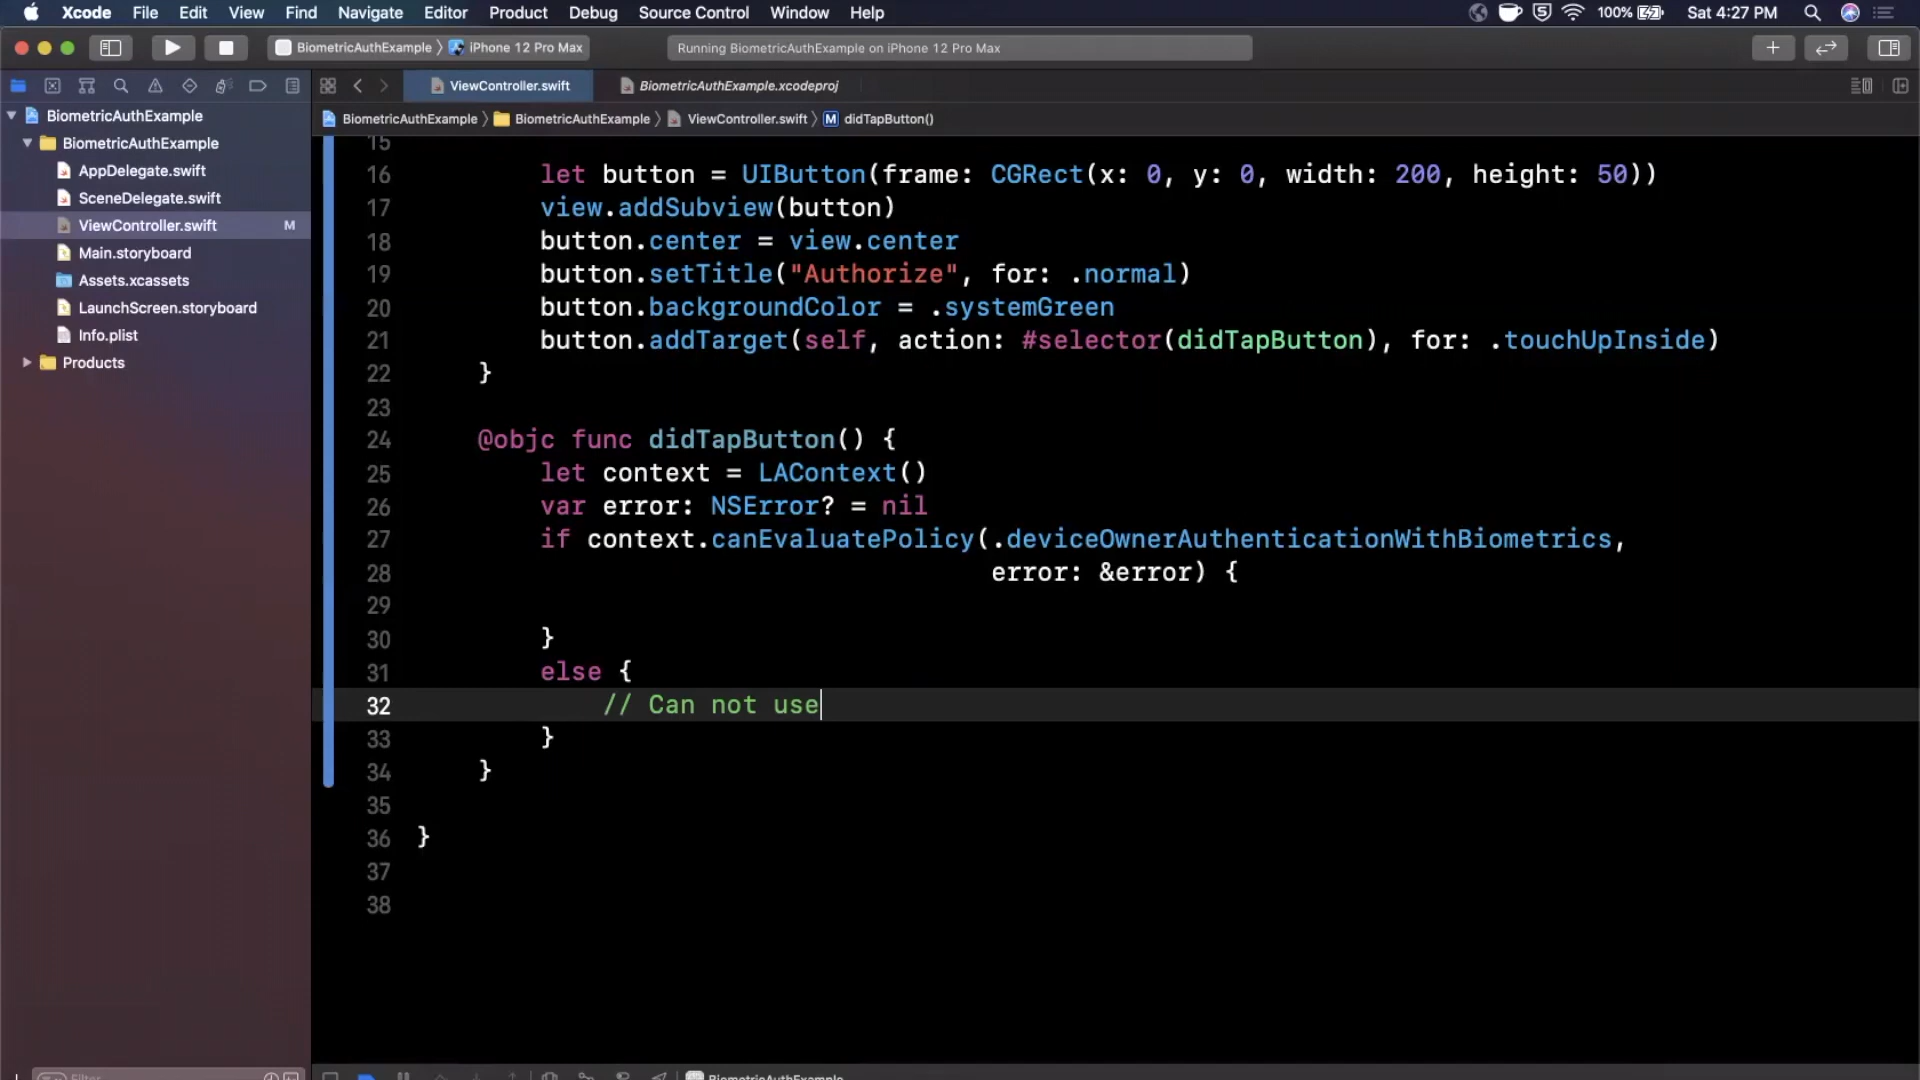 Xcode File Edit View Find Navigate Editor Product Debug Source Control Window Help 100% Sat 4:27 PM
BiometricAuthExample iPhone 12 Pro Max Running BiometricAuthExample on iPhone 12 Pro Max
ViewController.swift BiometricAuthExample.xcodeproj
BiometricAuthExample BiometricAuthExample ViewController.swift M didTapButton()
BiometricAuthExample
BiometricAuthExample
AppDelegate.swift
SceneDelegate.swift
ViewController.swift M
Main.storyboard
Assets.xcassets
LaunchScreen.storyboard
Info.plist
Products
15
16 let button = UIButton(frame: CGRect(x: 0, y: 0, width: 200, height: 50))
17 view.addSubview(button)
18 button.center = view.center
19 button.setTitle("Authorize", for: .normal)
20 button.backgroundColor = .systemGreen
21 button.addTarget(self, action: #selector(didTapButton), for: .touchUpInside)
22 }
23
24 @objc func didTapButton() {
25 let context = LAContext()
26 var error: NSError? = nil
27 if context.canEvaluatePolicy(.deviceOwnerAuthenticationWithBiometrics,
28 error: &error) {
29
30 }
31 else {
32 // Can not use
33 }
34 }
35
36 }
37
38
Filter
BiometricAuthExample